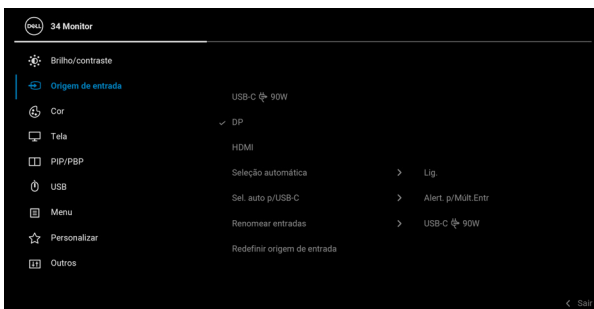 DELL 34 Monitor
Brilho/contraste
Origem de entrada
USB-C 90W
Cor
DP
Tela
HDMI
PIP/PBP
Seleção automática Lig.
USB
Sel. auto p/USB-C Alert. p/Múlt.Entr
Menu
Renomear entradas USB-C 90W
Personalizar
Redefinir origem de entrada
Outros
Sair